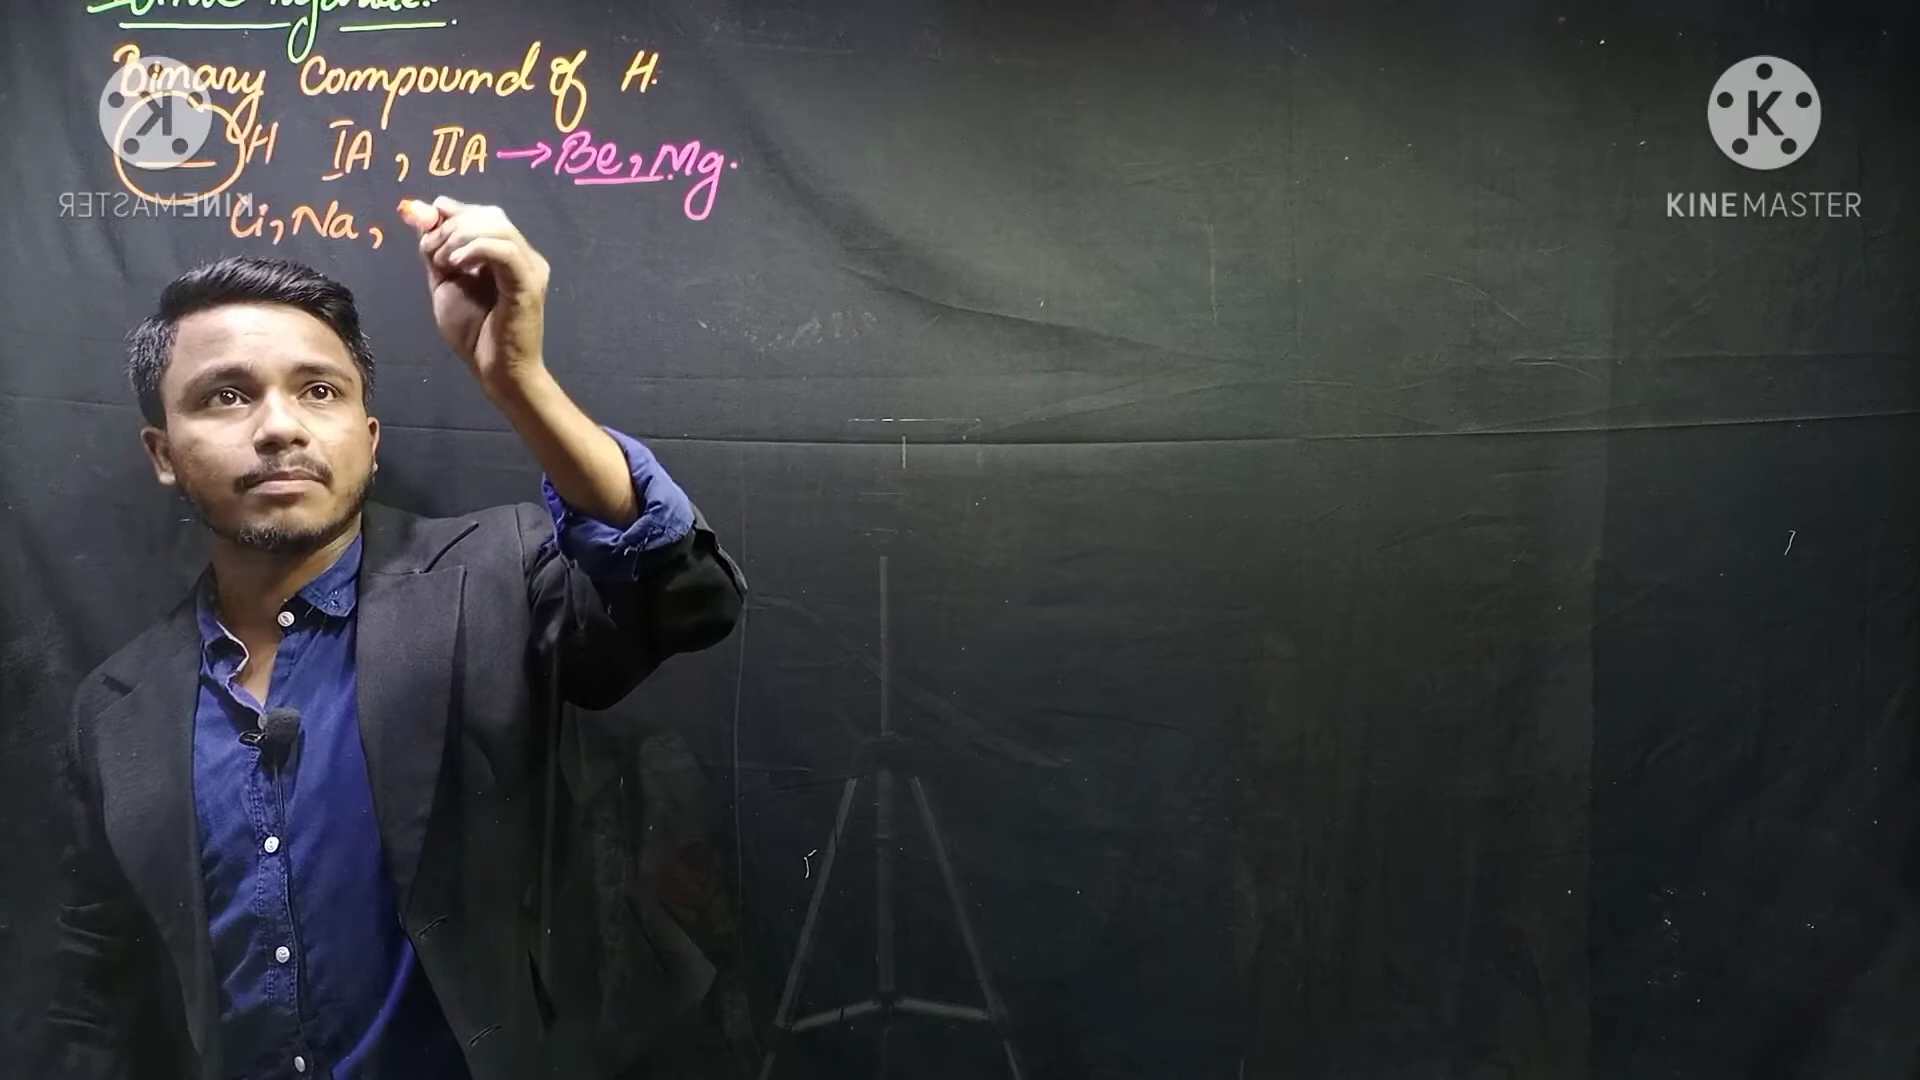 Binary Compound of H.
— H IA, IIA → Be, Mg.
Li, Na,
K
KINEMASTER
K
KINEMASTER